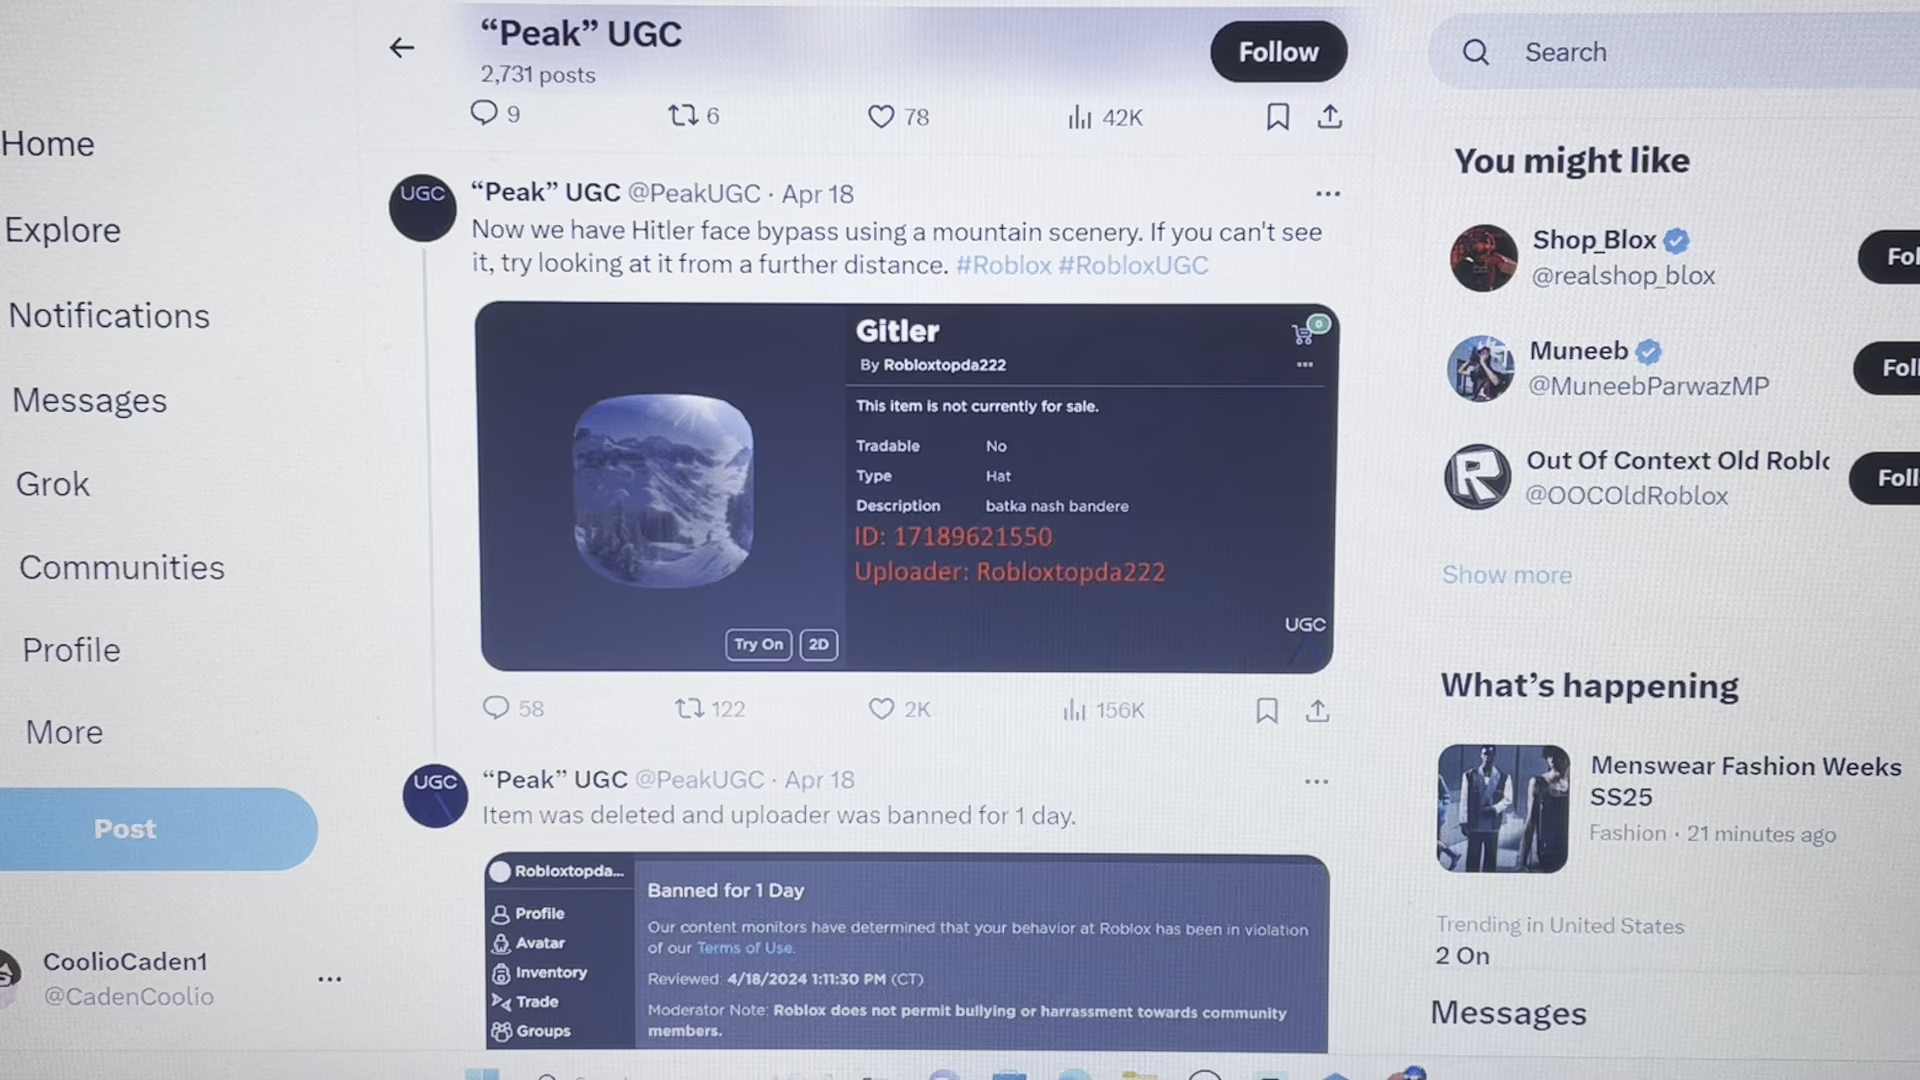 “Peak” UGC
2,731 posts
Follow
Search
9
6
78
42K
Home
Explore
Notifications
Messages
Grok
Communities
Profile
More
Post
CoolioCaden1
@CadenCoolio
UGC
“Peak” UGC @PeakUGC · Apr 18
Now we have Hitler face bypass using a mountain scenery. If you can't see
it, try looking at it from a further distance. #Roblox #RobloxUGC
Gitler
0
By Robloxtopda222
This item is not currently for sale.
Tradable No
Type Hat
Description batka nash bandere
ID: 17189621550
Uploader: Robloxtopda222
UGC
Try On
2D
58
122
2K
156K
UGC
“Peak” UGC @PeakUGC · Apr 18
Item was deleted and uploader was banned for 1 day.
Robloxtopda...
Profile
Avatar
Inventory
Trade
Groups
Banned for 1 Day
Our content monitors have determined that your behavior at Roblox has been in violation
of our Terms of Use.
Reviewed: 4/18/2024 1:11:30 PM (CT)
Moderator Note: Roblox does not permit bullying or harrassment towards community
members.
You might like
Shop_Blox
@realshop_blox
Fol
Muneeb
@MuneebParwazMP
Foll
Out Of Context Old Roblo
@OOCOldRoblox
Foll
Show more
What’s happening
Menswear Fashion Weeks
SS25
Fashion · 21 minutes ago
Trending in United States
2 On
Messages